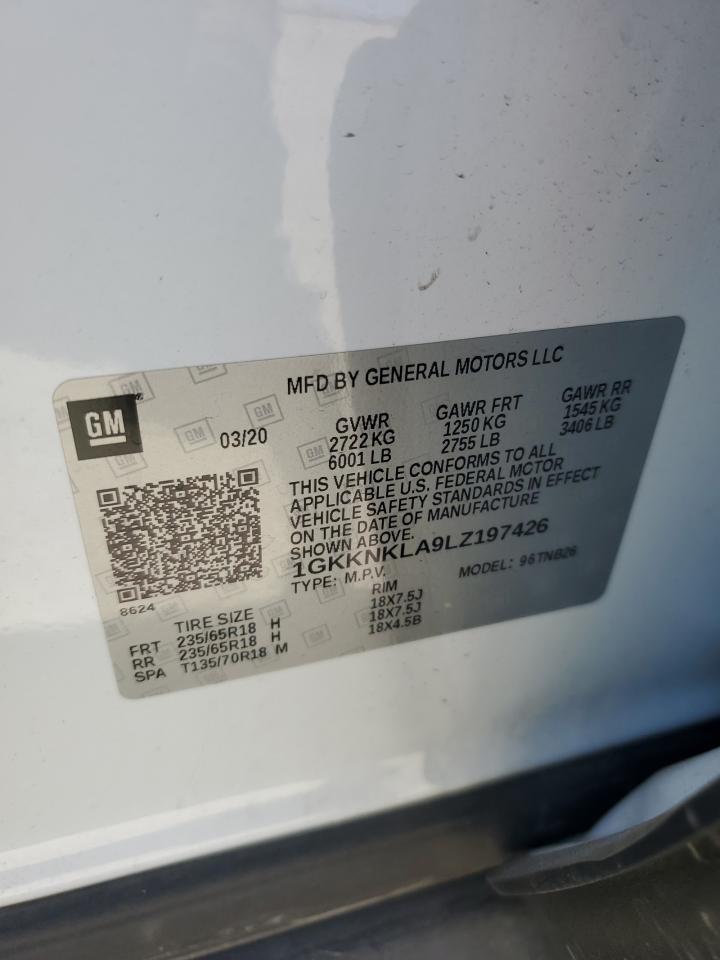 MFD BY GENERAL MOTORS LLC
GM
03/20
GVWR GAWR FRT GAWR RR
2722 KG 1250 KG 1545 KG
6001 LB 2755 LB 3406 LB
THIS VEHICLE CONFORMS TO ALL
APPLICABLE U.S. FEDERAL MOTOR
VEHICLE SAFETY STANDARDS IN EFFECT
ON THE DATE OF MANUFACTURE
SHOWN ABOVE.
1GKKNKLA9LZ197426
TYPE: M.P.V. MODEL: 96TNB26
8624
TIRE SIZE RIM
FRT 235/65R18 H 18X7.5J
RR 235/65R18 H 18X7.5J
SPA T135/70R18 M 18X4.5B